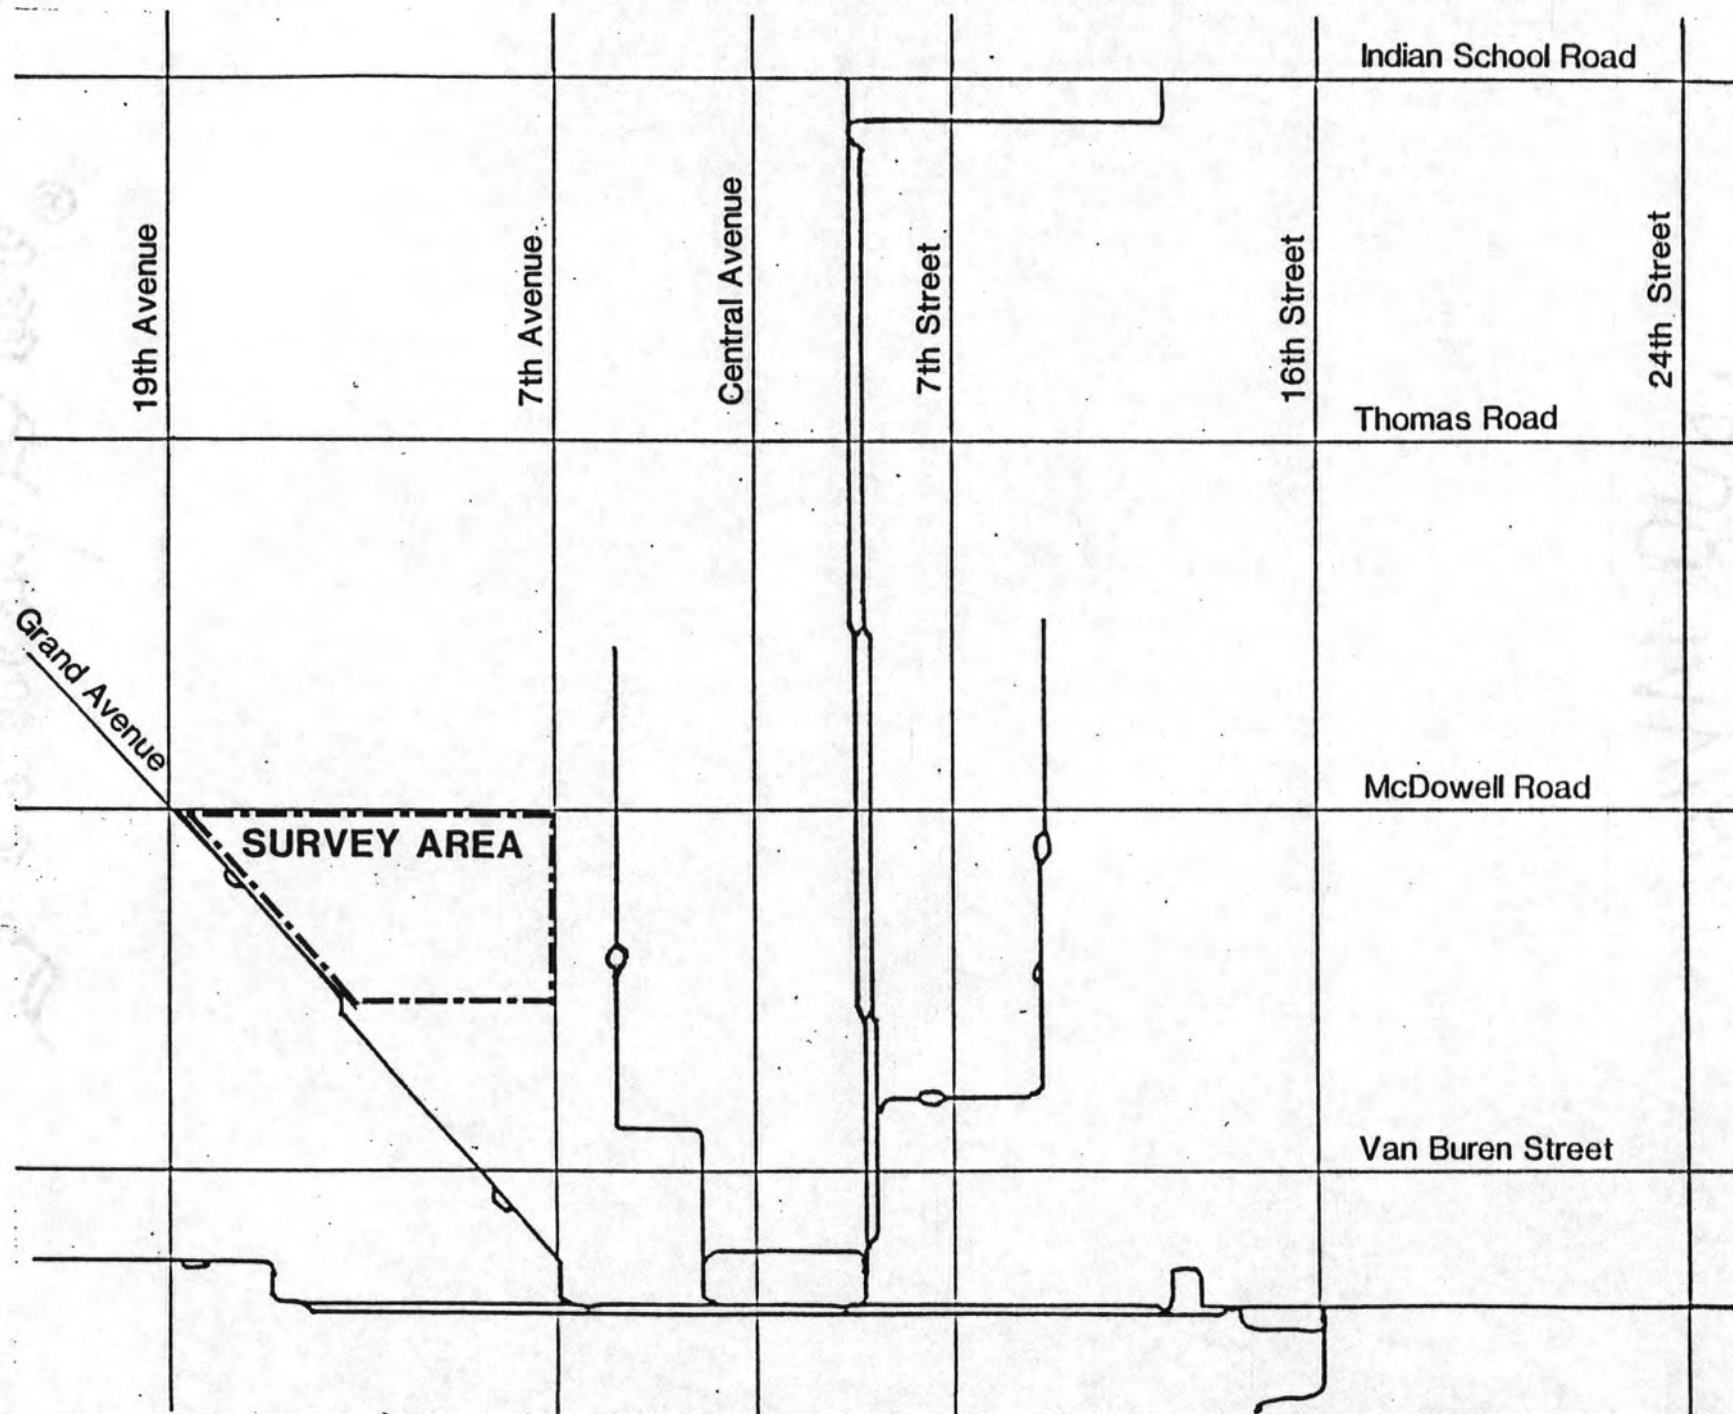 Indian School Road
19th Avenue
7th Avenue
Central Avenue
7th Street
16th Street
24th Street
Thomas Road
Grand Avenue
McDowell Road
SURVEY AREA
Van Buren Street